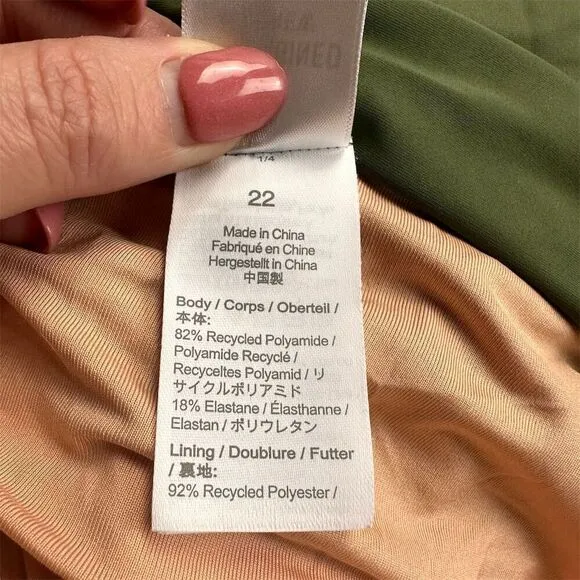 1/4
22
Made in China
Fabriqué en Chine
Hergestellt in China
中国製
Body / Corps / Oberteil /
本体:
82% Recycled Polyamide /
Polyamide Recyclé /
Recyceltes Polyamid / リ
サイクルポリアミド
18% Elastane / Élasthanne /
Elastan / ポリウレタン
Lining / Doublure / Futter
/ 裏地:
92% Recycled Polyester /